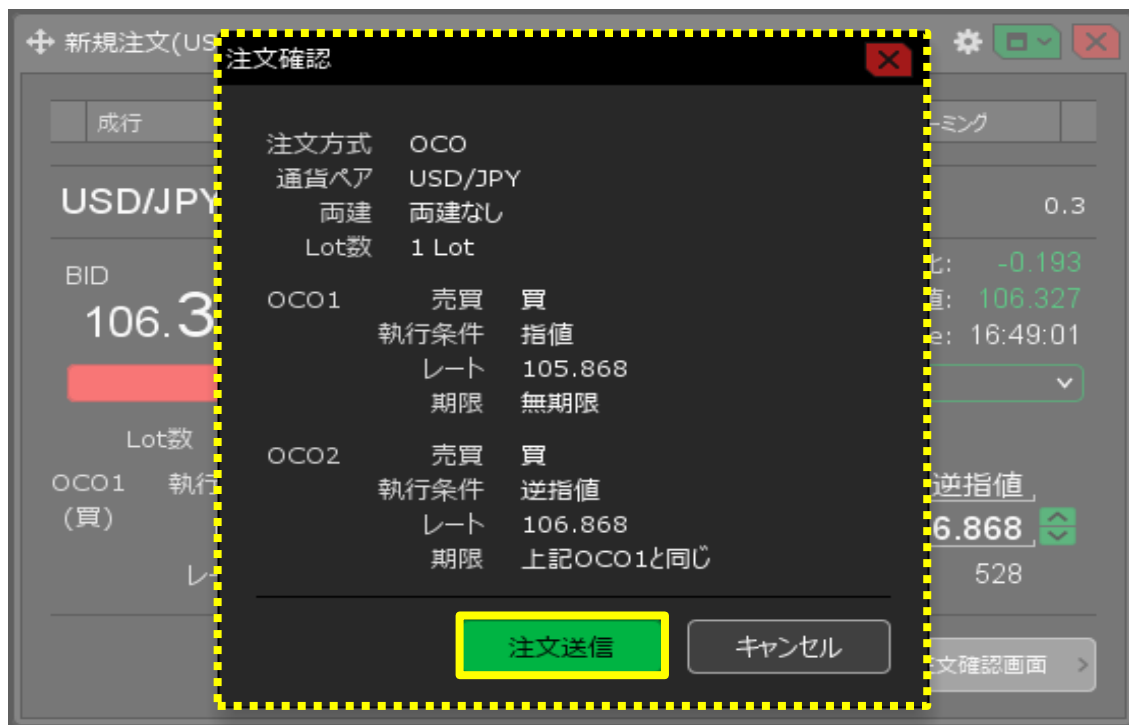 新規注文(US
注文確認
成行
ーミング
注文方式 OCO
通貨ペア USD/JPY
両建 両建なし
Lot数 1 Lot
USD/JPY
0.3
BID
106.3
比: -0.193
値: 106.327
e: 16:49:01
OCO1 売買 買
執行条件 指値
レート 105.868
期限 無期限
OCO2 売買 買
執行条件 逆指値
レート 106.868
期限 上記OCO1と同じ
Lot数
OCO1 執行
(買)
逆指値
6.868
レー
528
注文送信
キャンセル
文確認画面 >